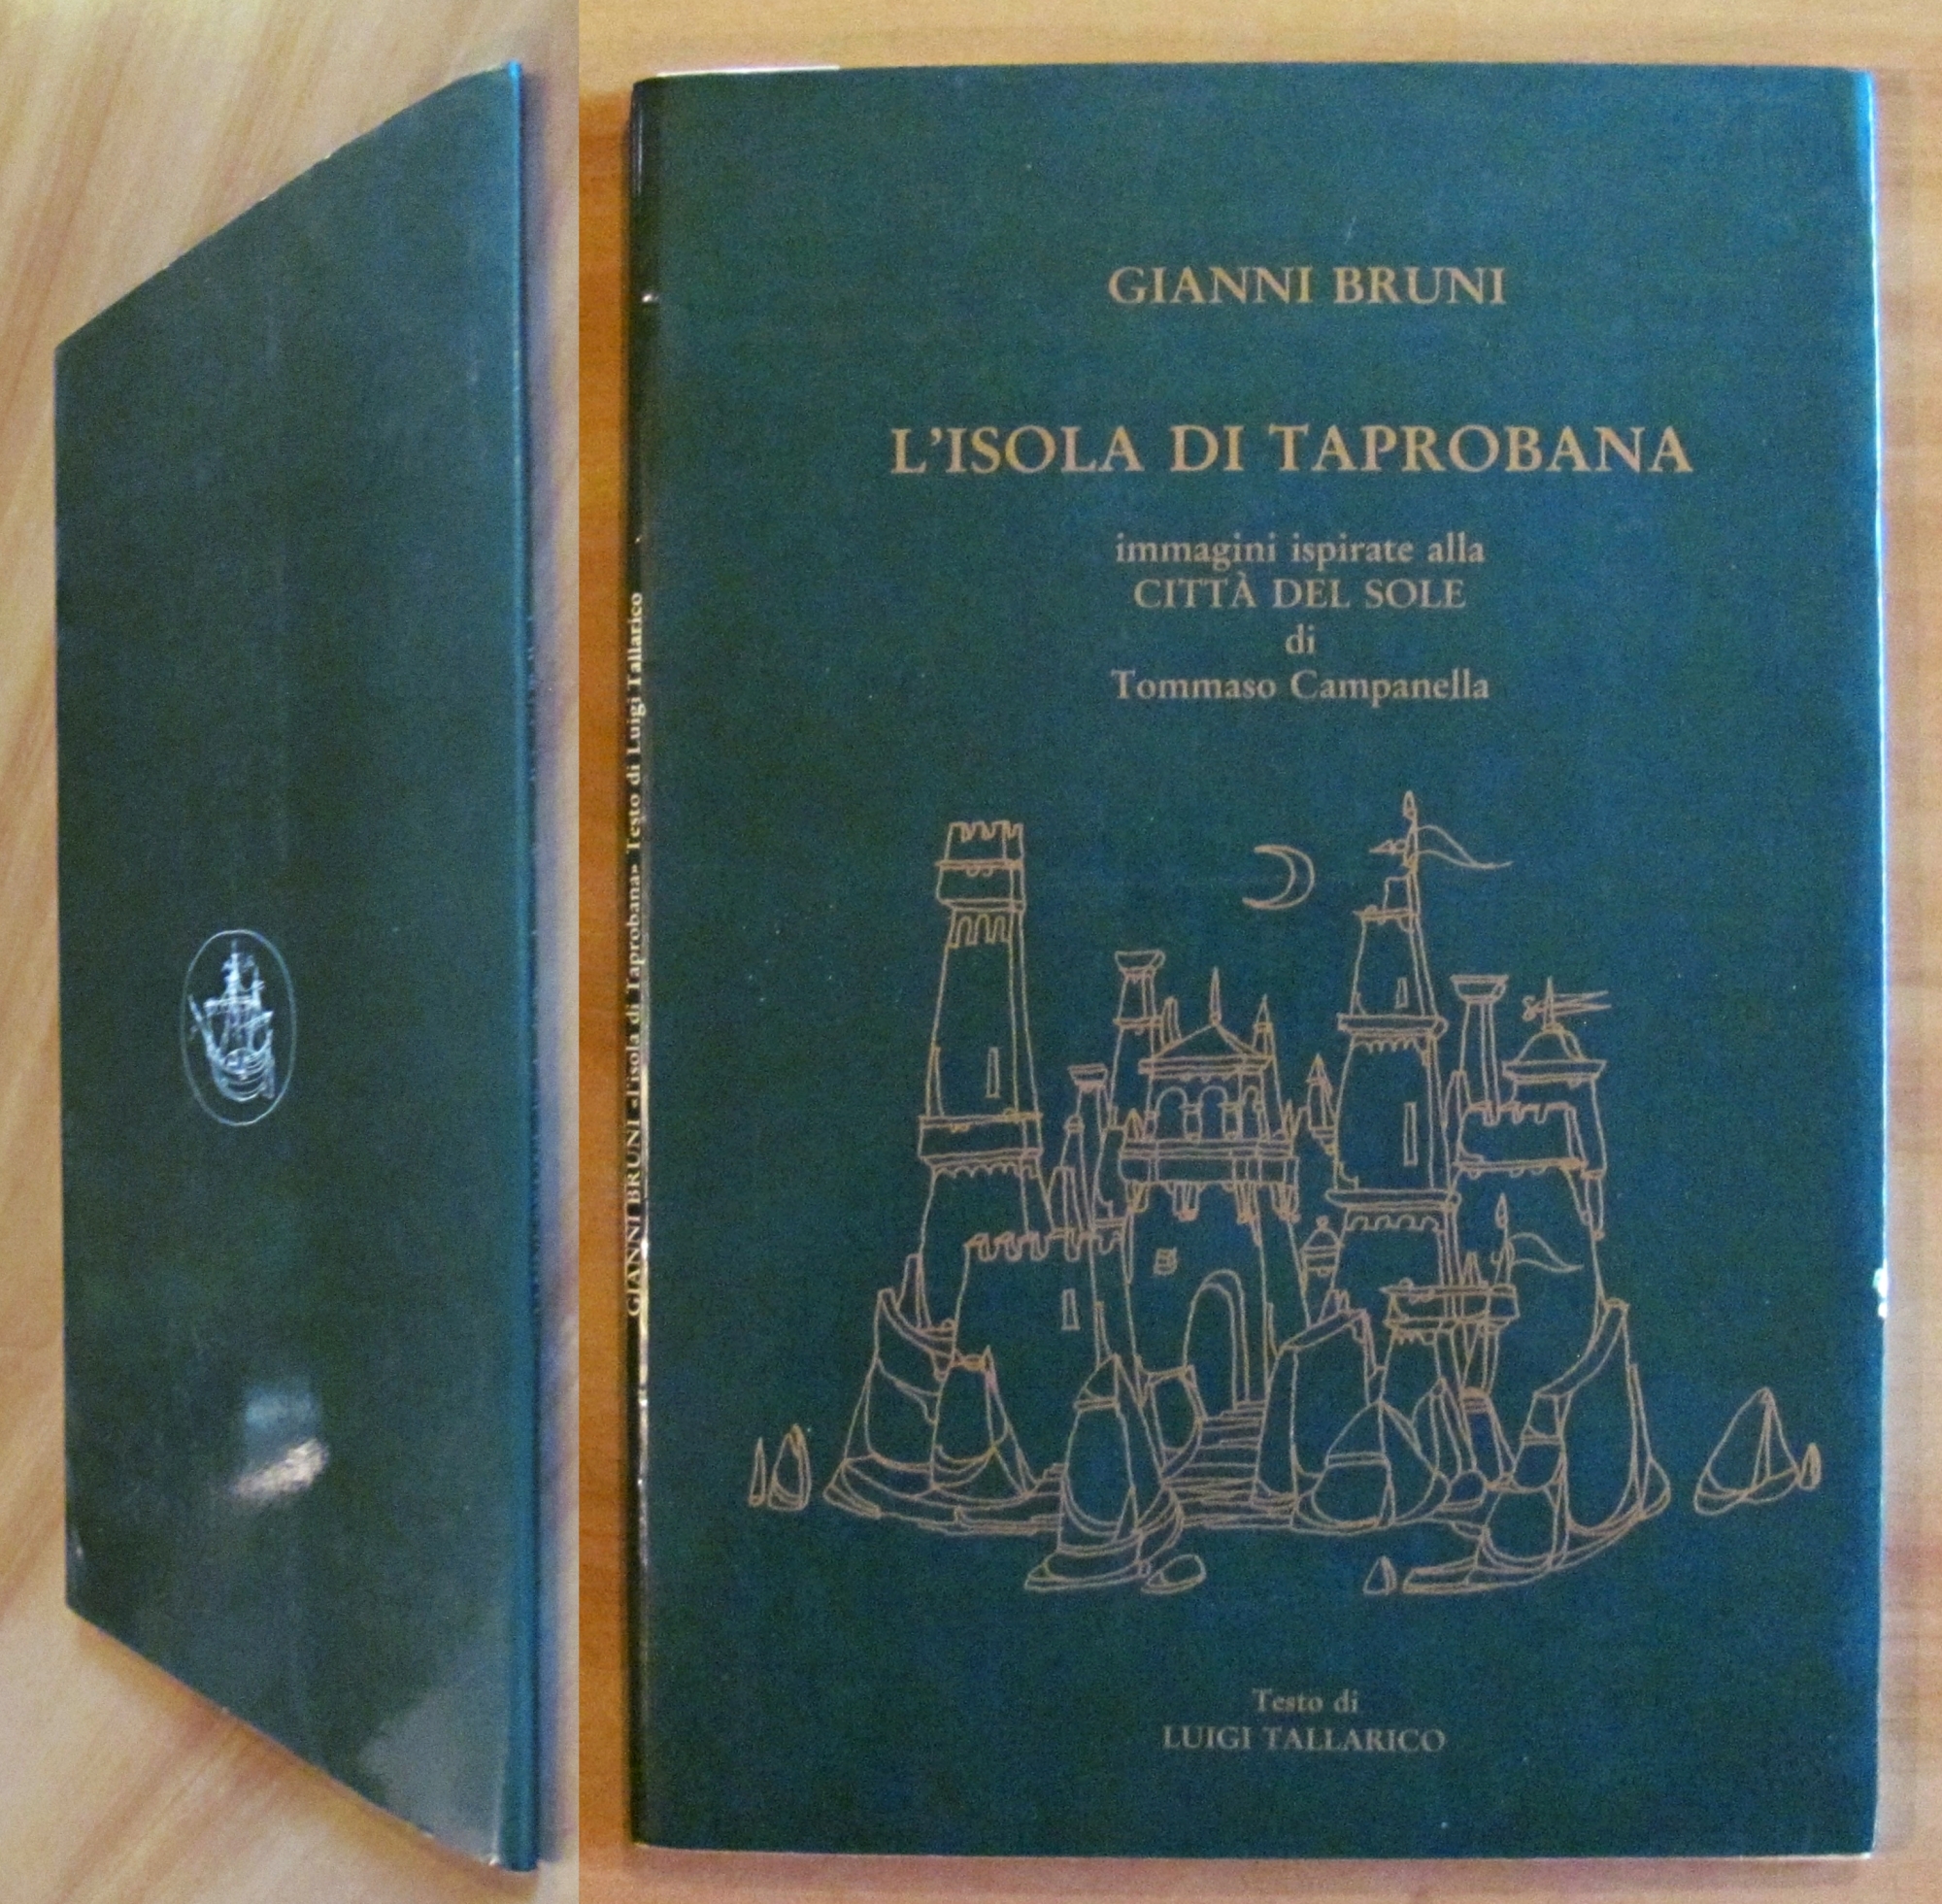 GIANNI BRUNI «l'isola di Taprobana» Testo di Luigi Tallarico
GIANNI BRUNI
L'ISOLA DI TAPROBANA
immagini ispirate alla
CITTÀ DEL SOLE
di
Tommaso Campanella
Testo di
LUIGI TALLARICO